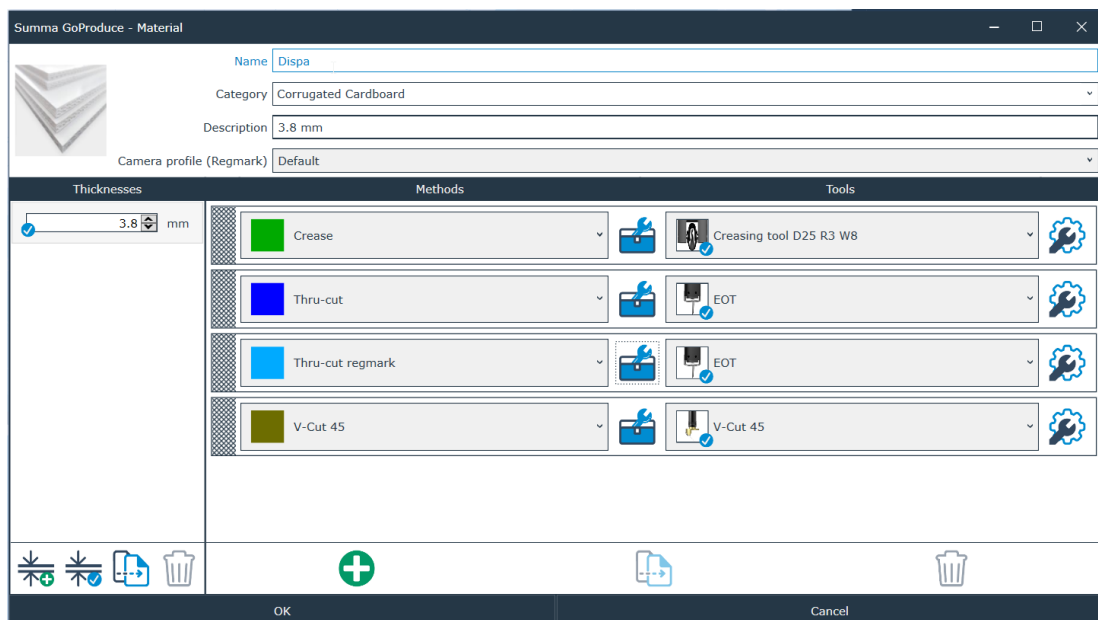 Summa GoProduce - Material
Name Dispa
Category Corrugated Cardboard
Description 3.8 mm
Camera profile (Regmark) Default
Thicknesses Methods Tools
3.8 mm
Crease Creasing tool D25 R3 W8
Thru-cut EOT
Thru-cut regmark EOT
V-Cut 45 V-Cut 45
OK Cancel